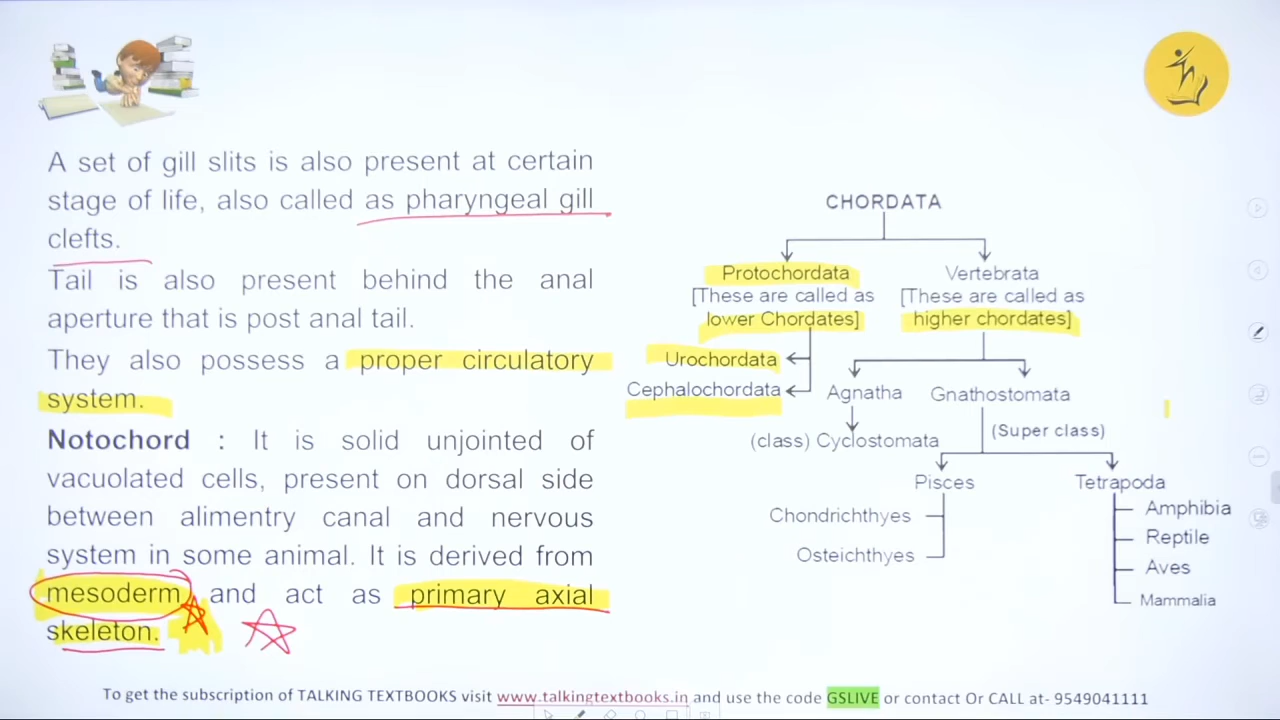 A set of gill slits is also present at certain
stage of life, also called as pharyngeal gill
clefts.
Tail is also present behind the anal
aperture that is post anal tail.
They also possess a proper circulatory
system.
Notochord : It is solid unjointed of
vacuolated cells, present on dorsal side
between alimentry canal and nervous
system in some animal. It is derived from
mesoderm and act as primary axial
skeleton.
CHORDATA
Protochordata
[These are called as
lower Chordates]
Vertebrata
[These are called as
higher chordates]
Urochordata
Cephalochordata
Agnatha
Gnathostomata
(class) Cyclostomata
(Super class)
Pisces
Tetrapoda
Chondrichthyes
Osteichthyes
Amphibia
Reptile
Aves
Mammalia
To get the subscription of TALKING TEXTBOOKS visit www.talkingtextbooks.in and use the code GSLIVE or contact Or CALL at- 9549041111